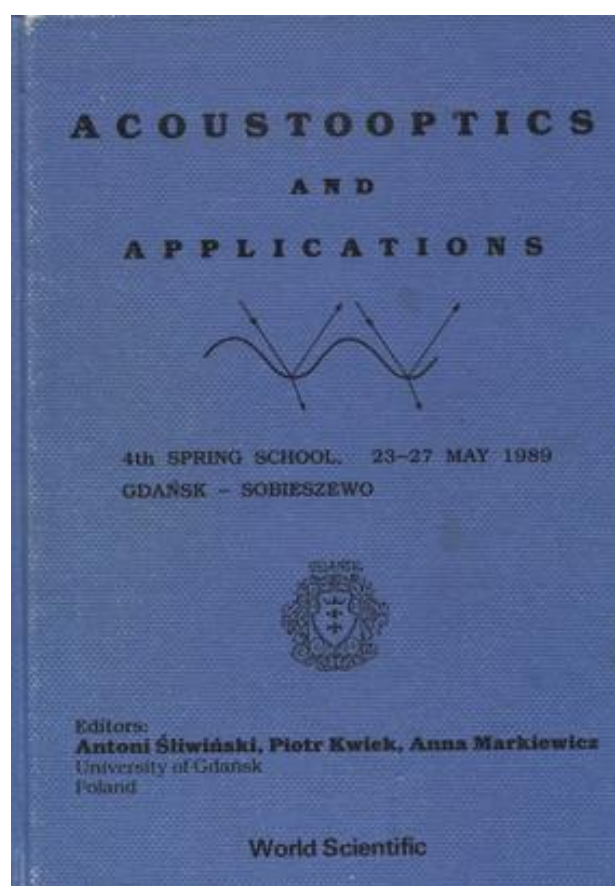 ACOUSTOOPTICS
AND
APPLICATIONS
4th SPRING SCHOOL, 23–27 MAY 1989
GDAŃSK – SOBIESZEWO
GDAŃSK
Editors:
Antoni Śliwiński, Piotr Kwiek, Anna Markiewicz
University of Gdańsk
Poland
World Scientific